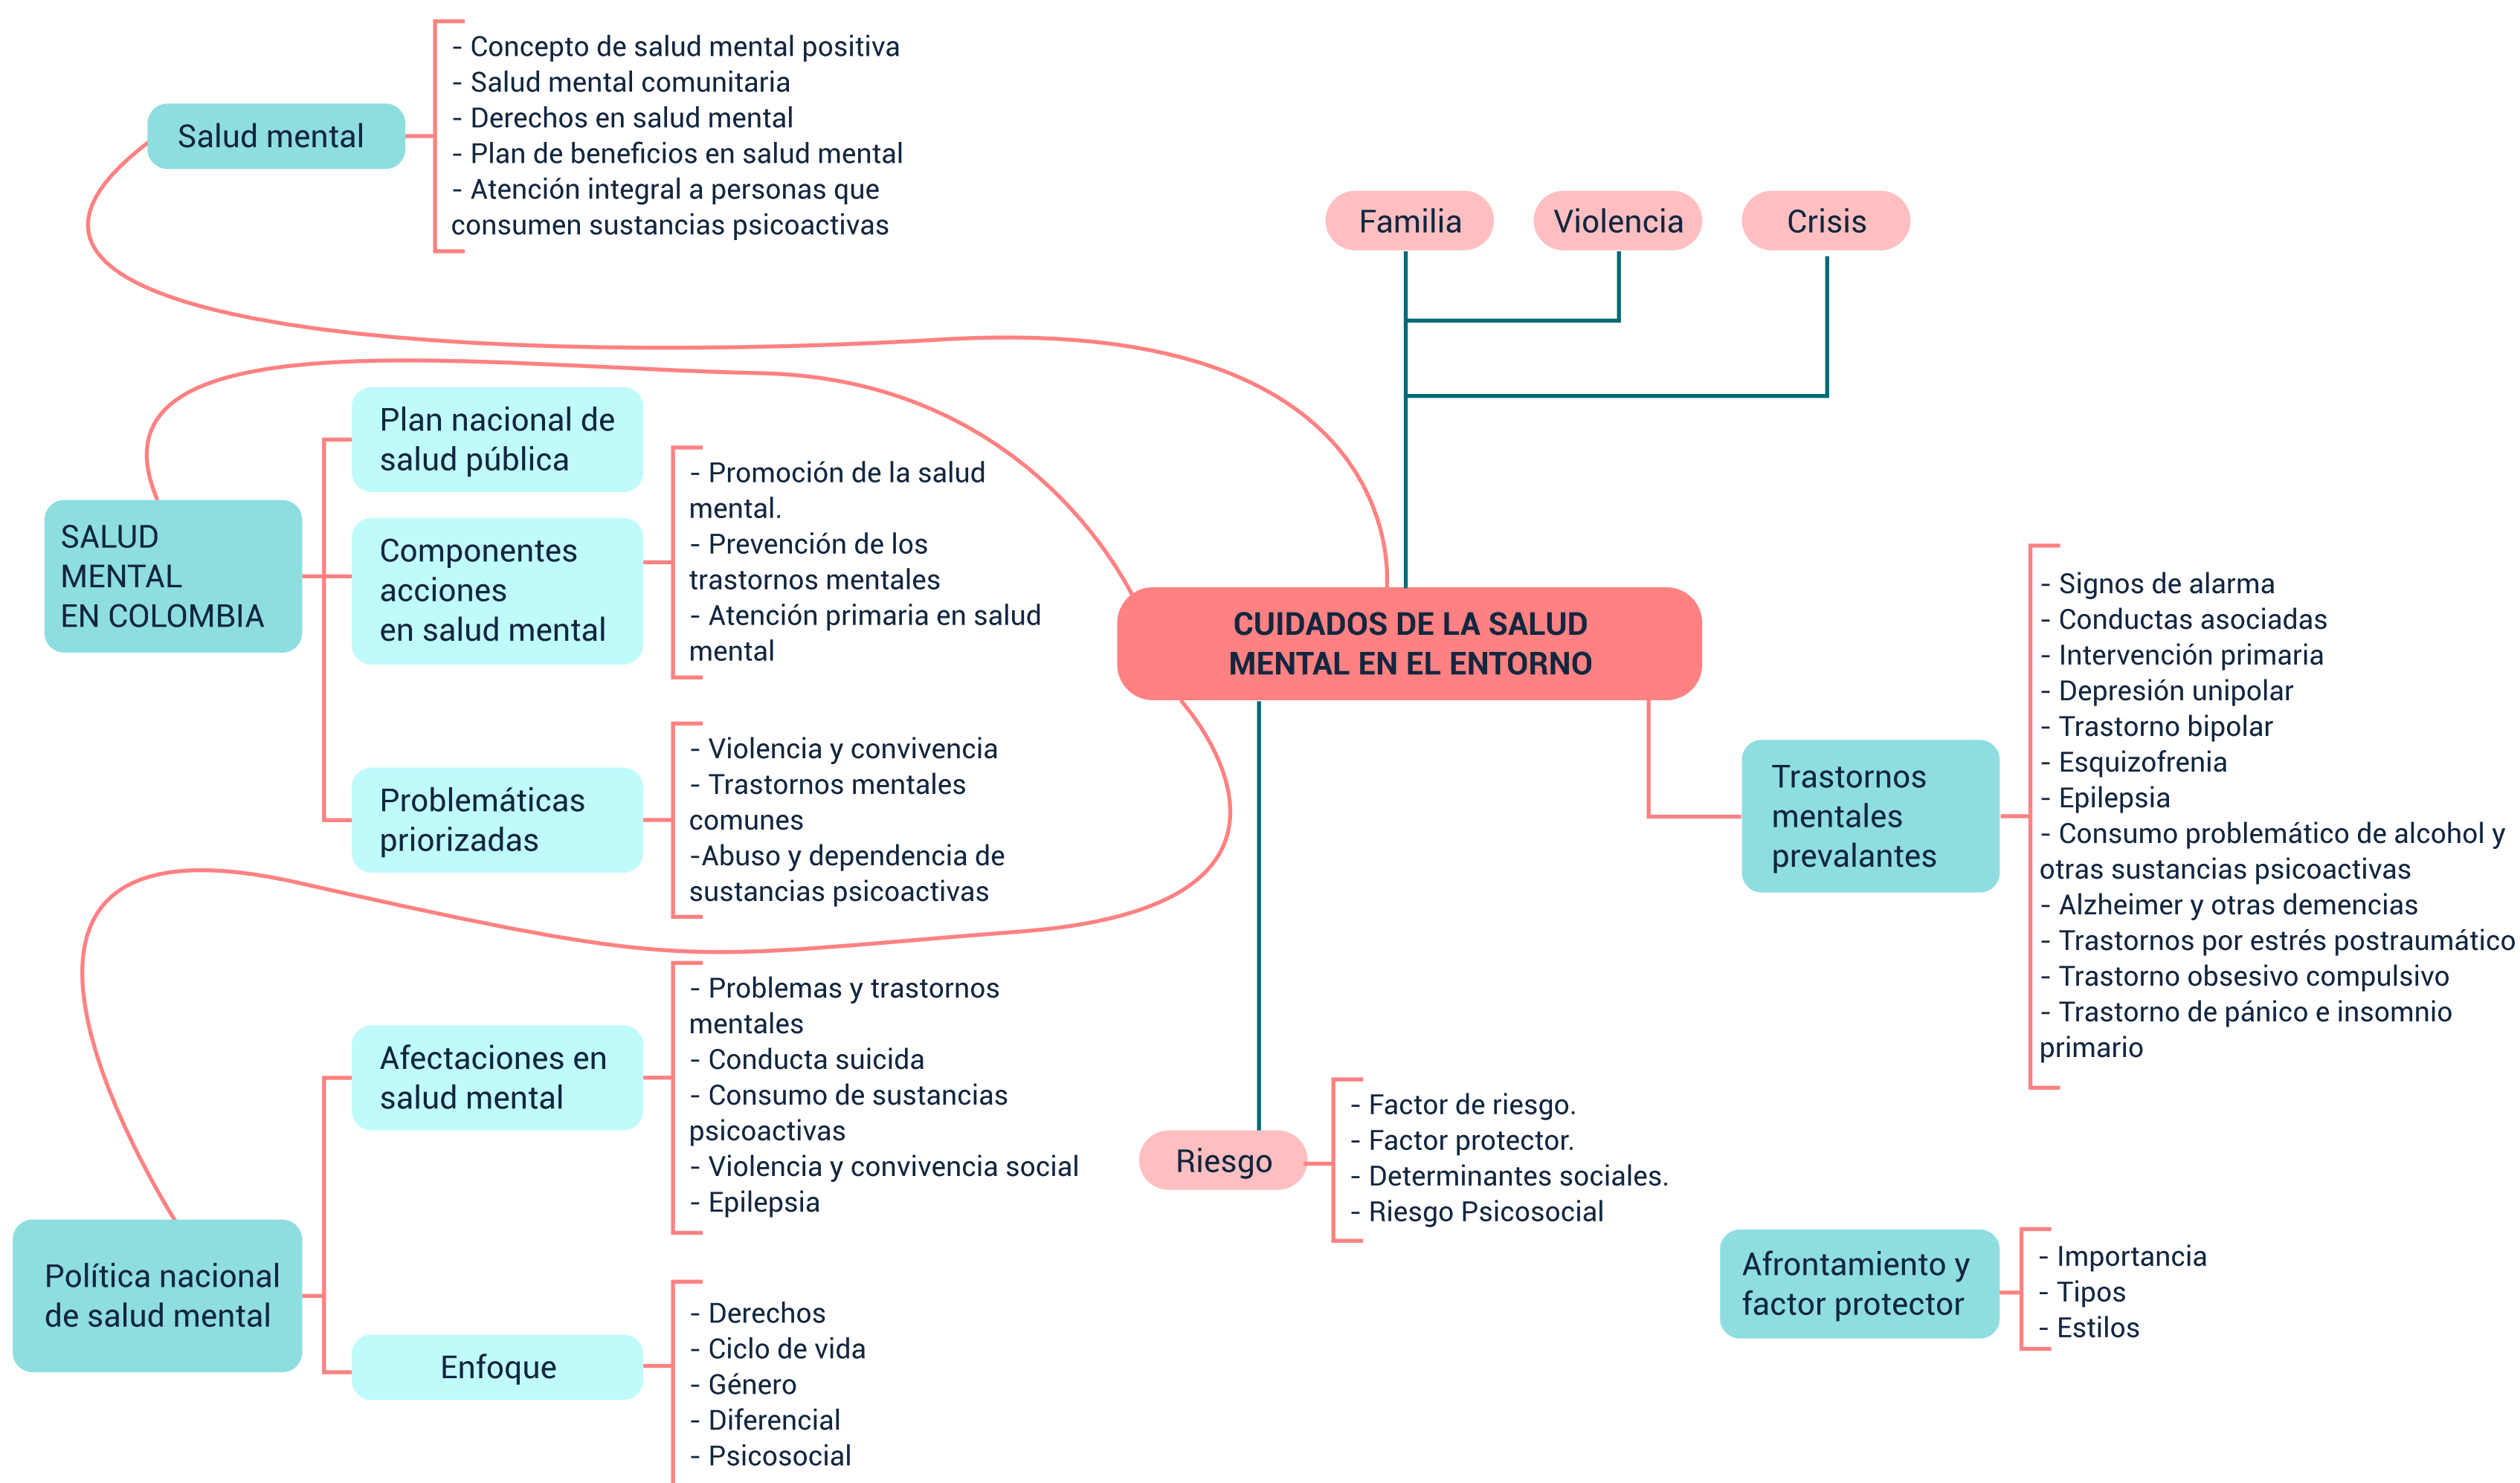 - Concepto de salud mental positiva
- Salud mental comunitaria
- Derechos en salud mental
- Plan de beneficios en salud mental
- Atención integral a personas que
consumen sustancias psicoactivas
Salud mental
Familia
Violencia
Crisis
Plan nacional de
salud pública
SALUD
MENTAL
EN COLOMBIA
Componentes
acciones
en salud mental
- Promoción de la salud
mental.
- Prevención de los
trastornos mentales
- Atención primaria en salud
mental
Problemáticas
priorizadas
- Violencia y convivencia
- Trastornos mentales
comunes
-Abuso y dependencia de
sustancias psicoactivas
CUIDADOS DE LA SALUD
MENTAL EN EL ENTORNO
Trastornos
mentales
prevalantes
- Signos de alarma
- Conductas asociadas
- Intervención primaria
- Depresión unipolar
- Trastorno bipolar
- Esquizofrenia
- Epilepsia
- Consumo problemático de alcohol y
otras sustancias psicoactivas
- Alzheimer y otras demencias
- Trastornos por estrés postraumático
- Trastorno obsesivo compulsivo
- Trastorno de pánico e insomnio
primario
Política nacional
de salud mental
Afectaciones en
salud mental
- Problemas y trastornos
mentales
- Conducta suicida
- Consumo de sustancias
psicoactivas
- Violencia y convivencia social
- Epilepsia
Enfoque
- Derechos
- Ciclo de vida
- Género
- Diferencial
- Psicosocial
Riesgo
- Factor de riesgo.
- Factor protector.
- Determinantes sociales.
- Riesgo Psicosocial
Afrontamiento y
factor protector
- Importancia
- Tipos
- Estilos